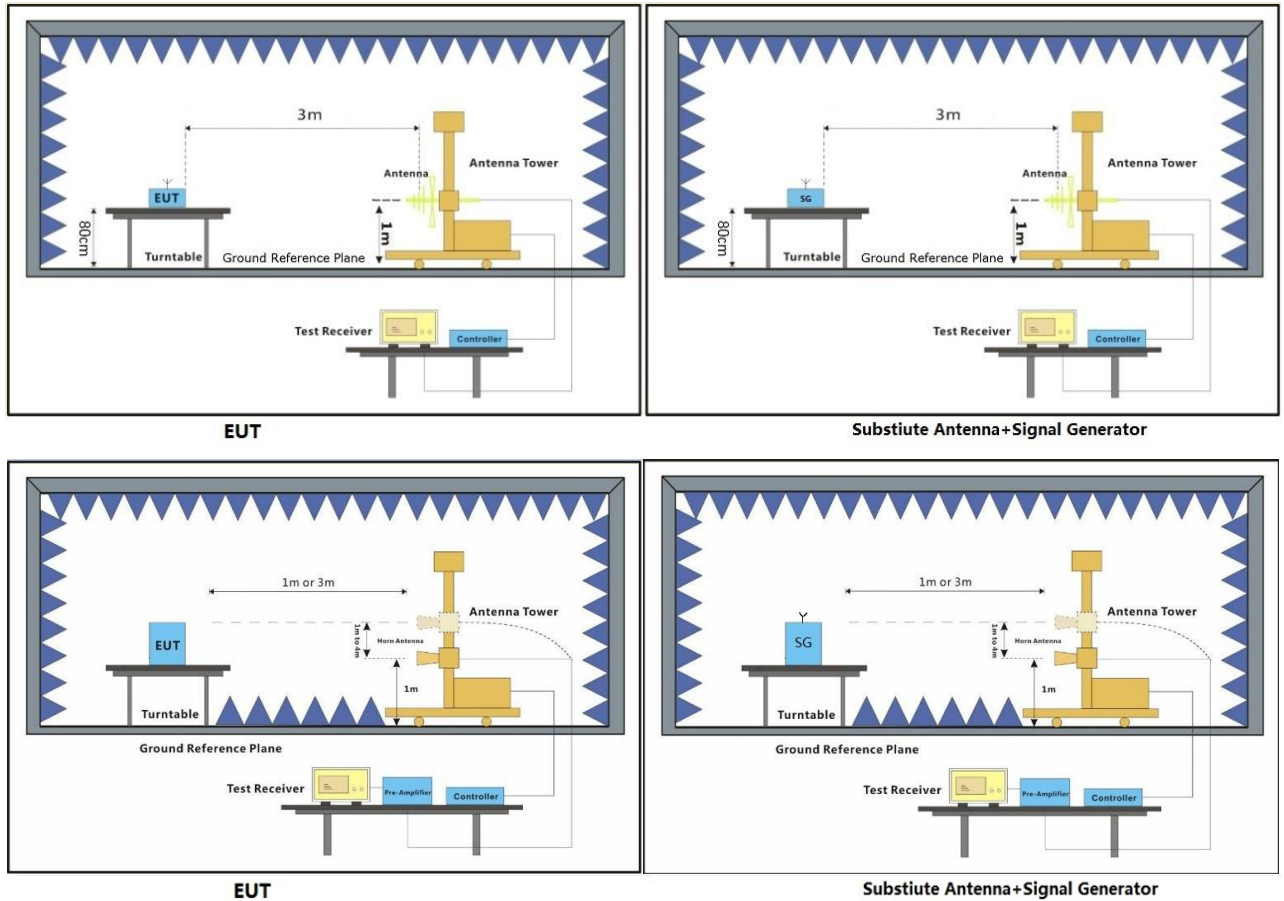 3m
Antenna Tower
Antenna
EUT
80cm
1m
Turntable
Ground Reference Plane
Test Receiver
Controller
EUT
3m
Antenna Tower
Antenna
SG
80cm
1m
Turntable
Ground Reference Plane
Test Receiver
Controller
Substiute Antenna+Signal Generator
1m or 3m
Antenna Tower
1m to 4m
Horn Antenna
EUT
1m
Turntable
Ground Reference Plane
Test Receiver
Pre-Amplifier
Controller
EUT
1m or 3m
Antenna Tower
1m to 4m
Horn Antenna
SG
1m
Turntable
Ground Reference Plane
Test Receiver
Pre-Amplifier
Controller
Substiute Antenna+Signal Generator